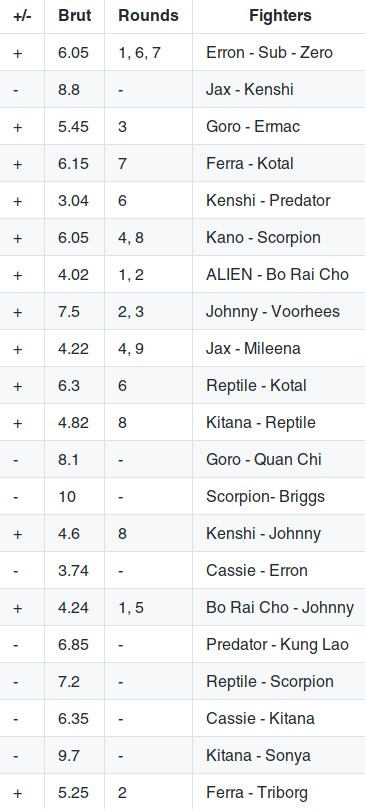 +/- Brut Rounds Fighters
+ 6.05 1, 6, 7 Erron - Sub - Zero
- 8.8 - Jax - Kenshi
+ 5.45 3 Goro - Ermac
+ 6.15 7 Ferra - Kotal
+ 3.04 6 Kenshi - Predator
+ 6.05 4, 8 Kano - Scorpion
+ 4.02 1, 2 ALIEN - Bo Rai Cho
+ 7.5 2, 3 Johnny - Voorhees
+ 4.22 4, 9 Jax - Mileena
+ 6.3 6 Reptile - Kotal
+ 4.82 8 Kitana - Reptile
- 8.1 - Goro - Quan Chi
- 10 - Scorpion- Briggs
+ 4.6 8 Kenshi - Johnny
- 3.74 - Cassie - Erron
+ 4.24 1, 5 Bo Rai Cho - Johnny
- 6.85 - Predator - Kung Lao
- 7.2 - Reptile - Scorpion
- 6.35 - Cassie - Kitana
- 9.7 - Kitana - Sonya
+ 5.25 2 Ferra - Triborg